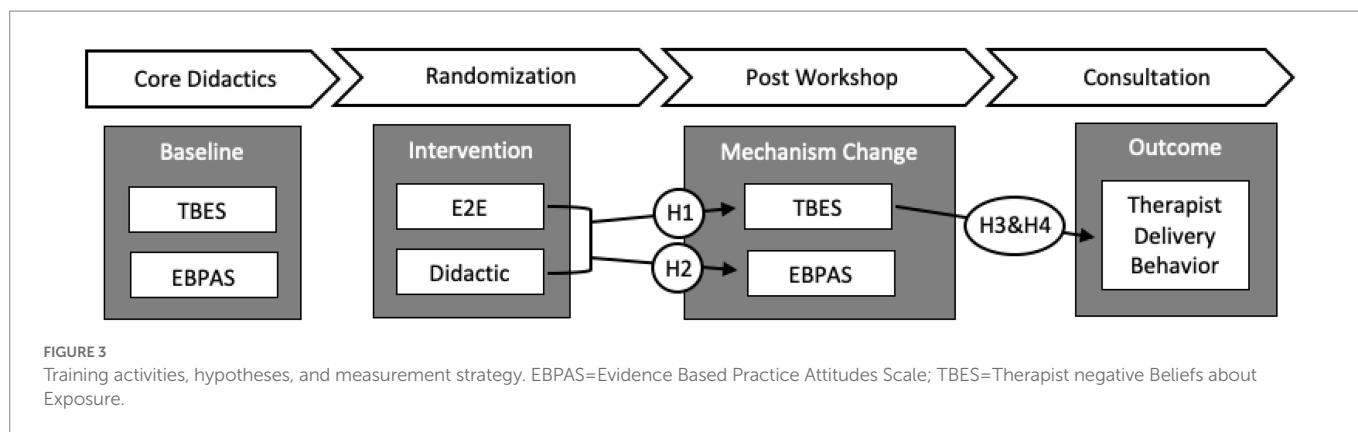 Core Didactics
Randomization
Post Workshop
Consultation
Baseline
TBES
EBPAS
Intervention
E2E
Didactic
H1
H2
Mechanism Change
TBES
EBPAS
H3&H4
Outcome
Therapist
Delivery
Behavior
FIGURE 3
Training activities, hypotheses, and measurement strategy. EBPAS=Evidence Based Practice Attitudes Scale; TBES=Therapist negative Beliefs about
Exposure.